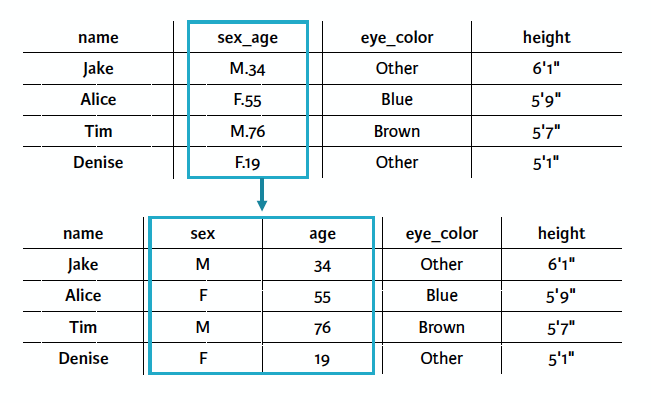 name sex_age eye_color height
Jake M.34 Other 6'1"
Alice F.55 Blue 5'9"
Tim M.76 Brown 5'7"
Denise F.19 Other 5'1"
name sex age eye_color height
Jake M 34 Other 6'1"
Alice F 55 Blue 5'9"
Tim M 76 Brown 5'7"
Denise F 19 Other 5'1"